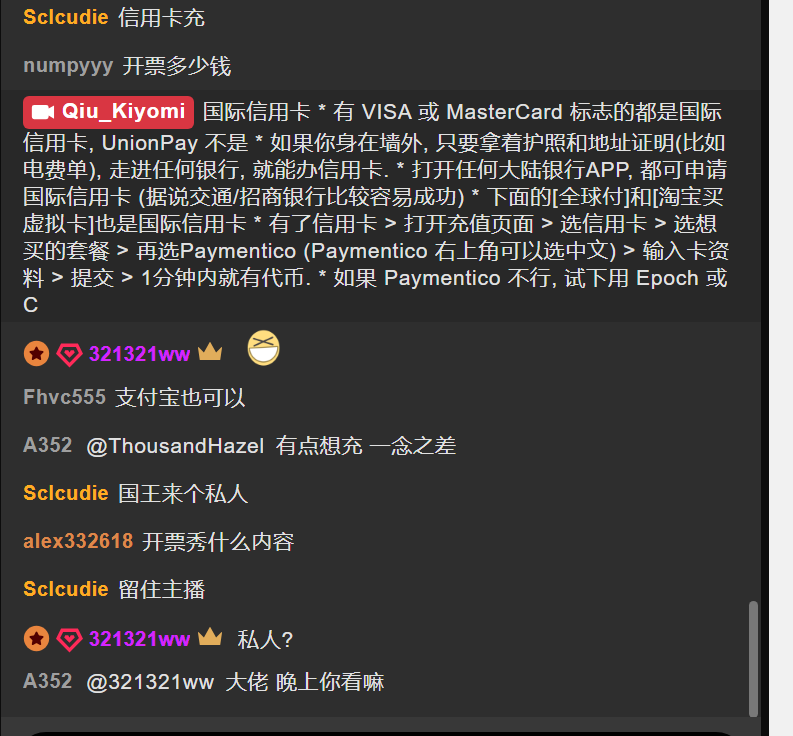 Sclcudie 信用卡充
numpyyy 开票多少钱
Qiu_Kiyomi 国际信用卡 * 有 VISA 或 MasterCard 标志的都是国际
信用卡, UnionPay 不是 * 如果你身在墙外, 只要拿着护照和地址证明(比如
电费单), 走进任何银行, 就能办信用卡. * 打开任何大陆银行APP, 都可申请
国际信用卡 (据说交通/招商银行比较容易成功) * 下面的[全球付]和[淘宝买
虚拟卡]也是国际信用卡 * 有了信用卡 > 打开充值页面 > 选信用卡 > 选想
买的套餐 > 再选Paymentico (Paymentico 右上角可以选中文) > 输入卡资
料 > 提交 > 1分钟内就有代币. * 如果 Paymentico 不行, 试下用 Epoch 或
C
321321ww
Fhvc555 支付宝也可以
A352 @ThousandHazel 有点想充 一念之差
Sclcudie 国王来个私人
alex332618 开票秀什么内容
Sclcudie 留住主播
321321ww 私人?
A352 @321321ww 大佬 晚上你看嘛